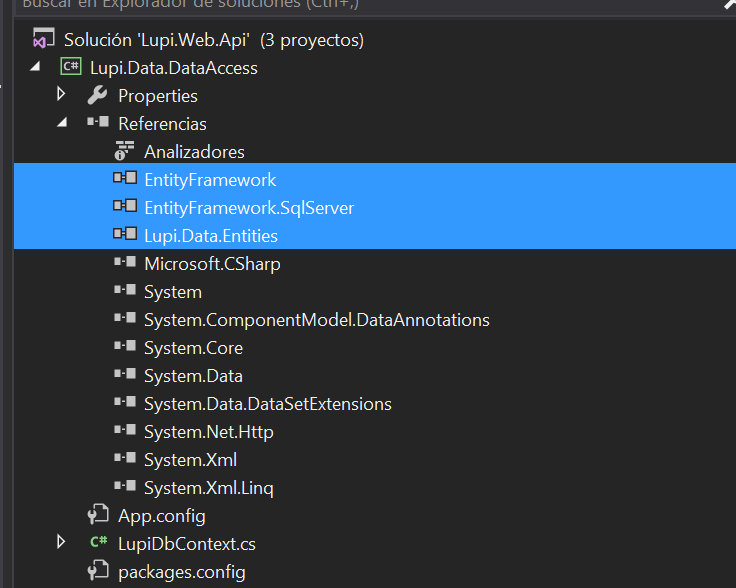 Buscar en Explorador de soluciones (Ctrl+,)
Solución 'Lupi.Web.Api' (3 proyectos)
C# Lupi.Data.DataAccess
Properties
Referencias
Analizadores
EntityFramework
EntityFramework.SqlServer
Lupi.Data.Entities
Microsoft.CSharp
System
System.ComponentModel.DataAnnotations
System.Core
System.Data
System.Data.DataSetExtensions
System.Net.Http
System.Xml
System.Xml.Linq
App.config
C# LupiDbContext.cs
packages.config